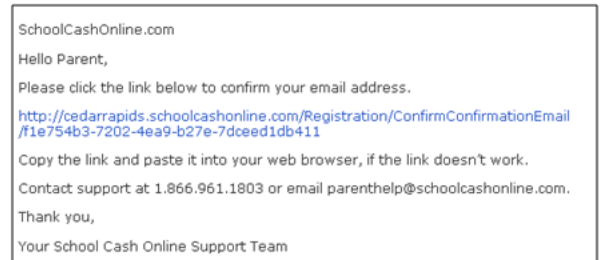 SchoolCashOnline.com
Hello Parent,
Please click the link below to confirm your email address.
http://cedarrapids.schoolcashonline.com/Registration/ConfirmConfirmationEmail
/f1e754b3-7202-4ea9-b27e-7dceed1db411
Copy the link and paste it into your web browser, if the link doesn't work.
Contact support at 1.866.961.1803 or email parenthelp@schoolcashonline.com.
Thank you,
Your School Cash Online Support Team